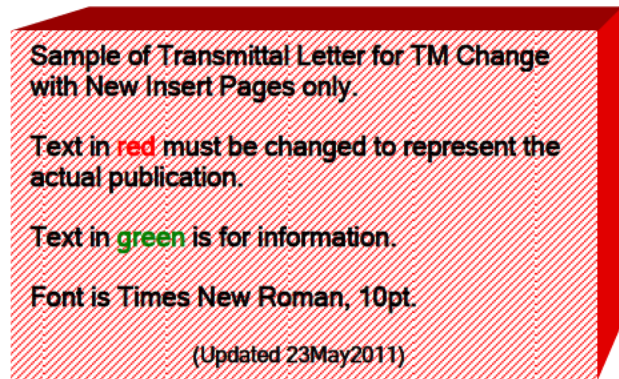 Sample of Transmittal Letter for TM Change
with New Insert Pages only.
Text in red must be changed to represent the
actual publication.
Text in green is for information.
Font is Times New Roman, 10pt.
(Updated 23May2011)